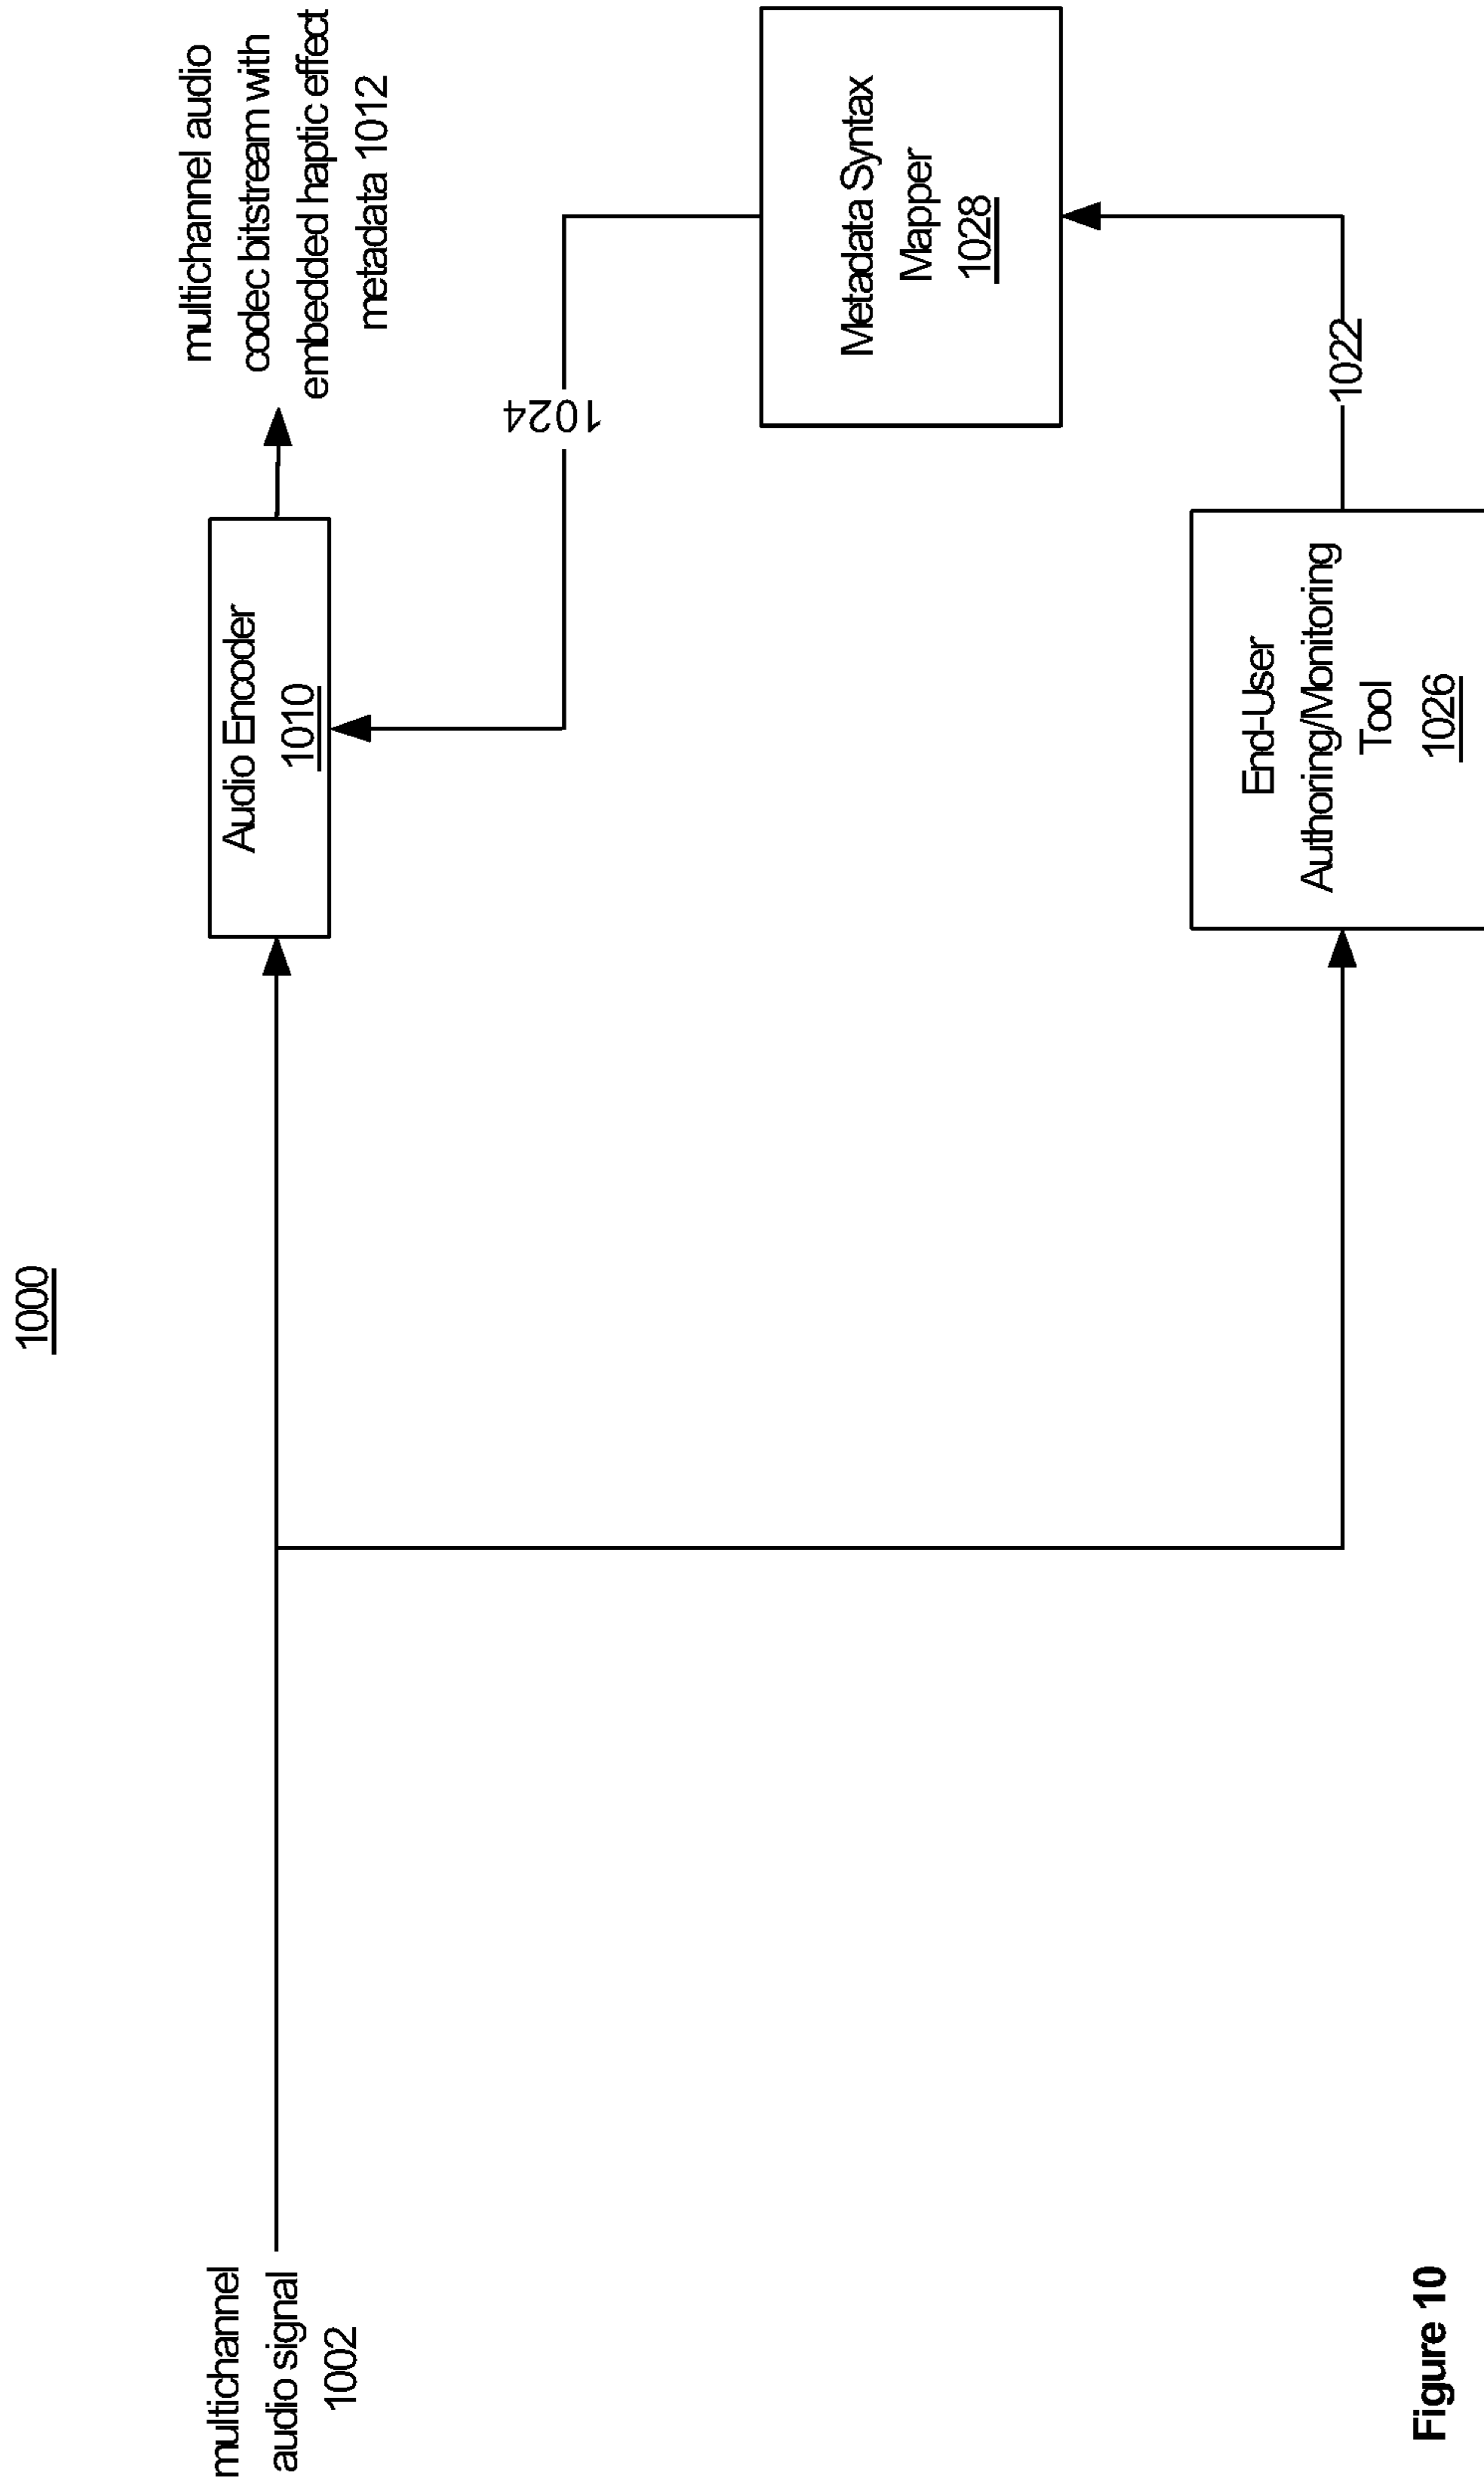 1000
multichannel
audio signal
1002
Audio Encoder
1010
multichannel audio
codec bitstream with
embedded haptic effect
metadata 1012
1024
Metadata Syntax
Mapper
1028
End-User
Authoring/Monitoring
Tool
1026
1022
Figure 10